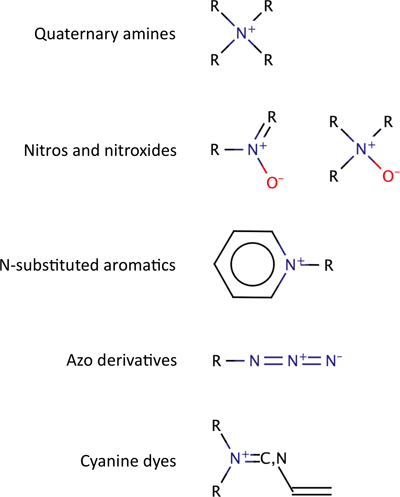 R R
Quaternary amines N+
R R
R R R
Nitros and nitroxides R N+ N+
O− R O−
N-substituted aromatics N+ R
Azo derivatives R N N+ N−
R
Cyanine dyes N+ C,N
R